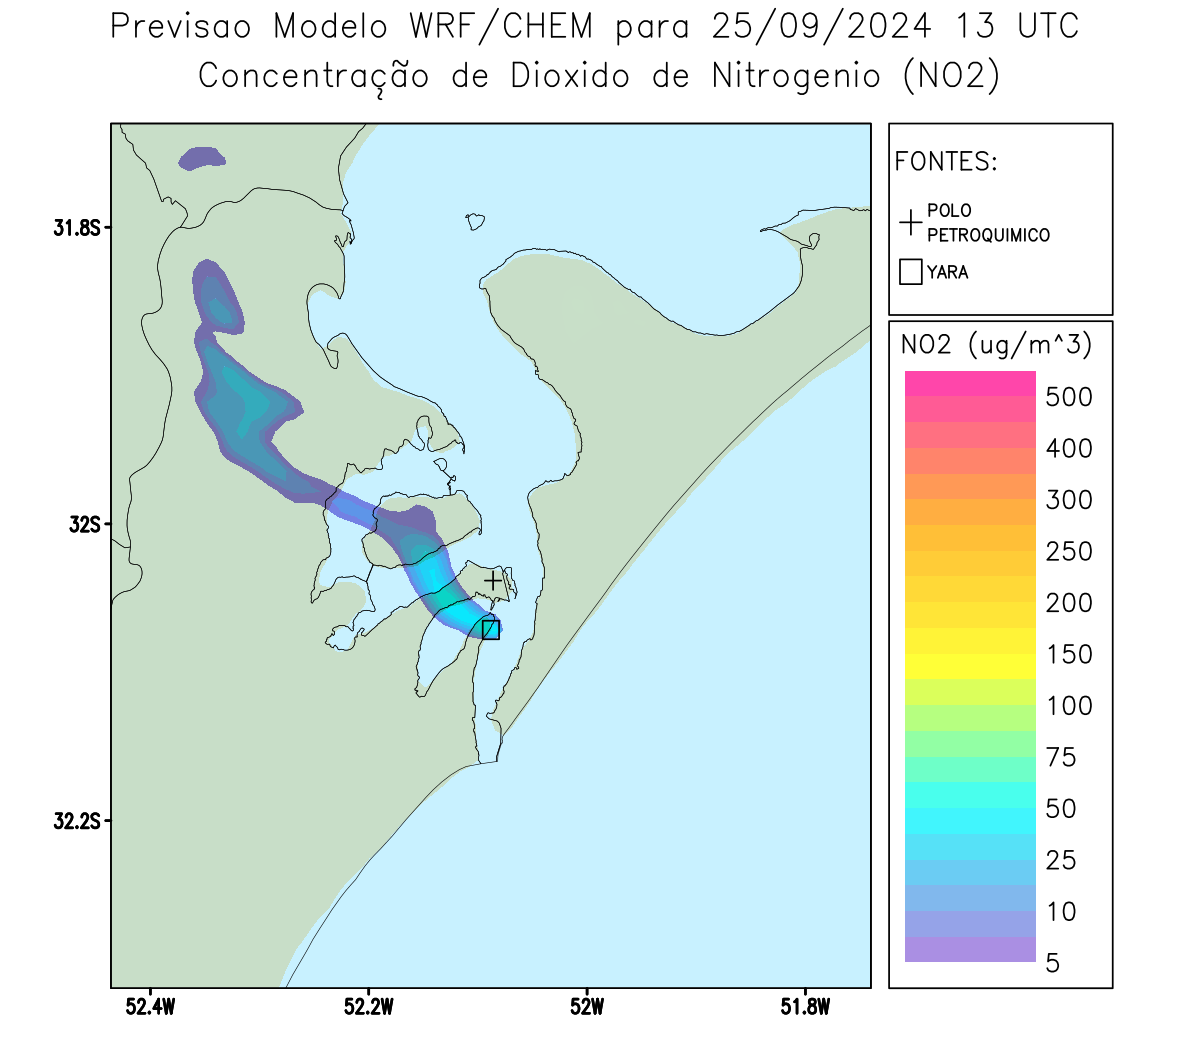 Previsao Modelo WRF/CHEM para 25/09/2024 13 UTC
Concentração de Dioxido de Nitrogenio (NO2)
FONTES:
POLO
PETROQUIMICO
YARA
NO2 (ug/m^3)
500
400
300
250
200
150
100
75
50
25
10
5
31.8S
32S
32.2S
52.4W
52.2W
52W
51.8W